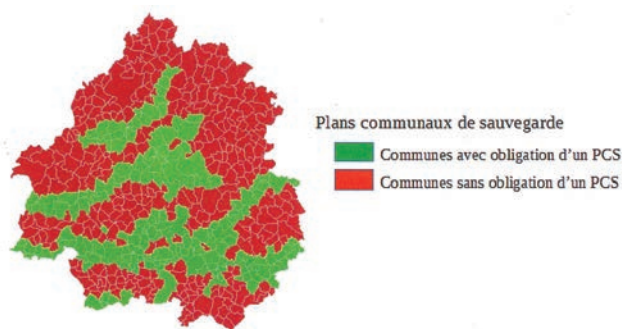 Plans communaux de sauvegarde
Communes avec obligation d'un PCS
Communes sans obligation d'un PCS